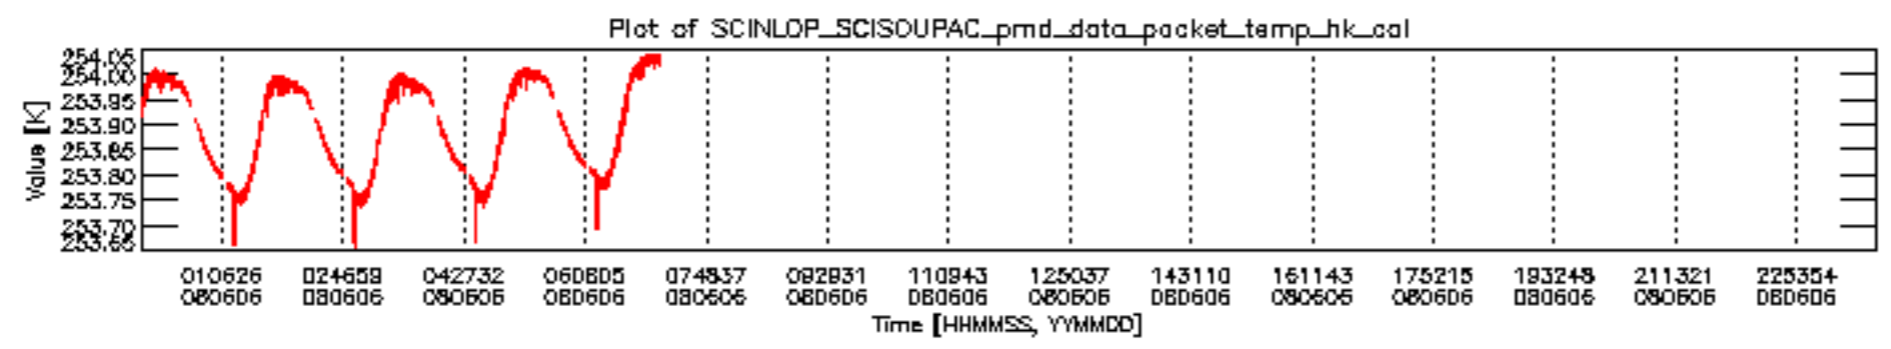 Plot of SCINLOP_SCISOUPAC_pmd_data_packet_temp_hk_cal
254.05
254.00
253.95
253.90
253.85
253.80
253.75
253.70
253.65
Value [K]
010626 024659 042732 060805 074837 092931 110943 125037 143110 161143 175215 193248 211321 225354
080606 080606 080606 080606 080606 080606 080606 080606 080606 080606 080606 080606 080606 080606
Time [HHMMSS, YYMMDD]